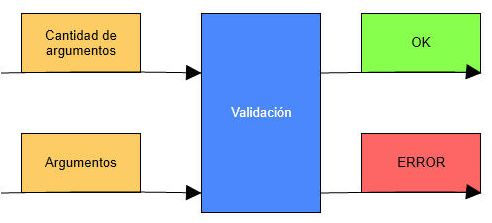 Cantidad de
argumentos
OK
Validación
Argumentos
ERROR